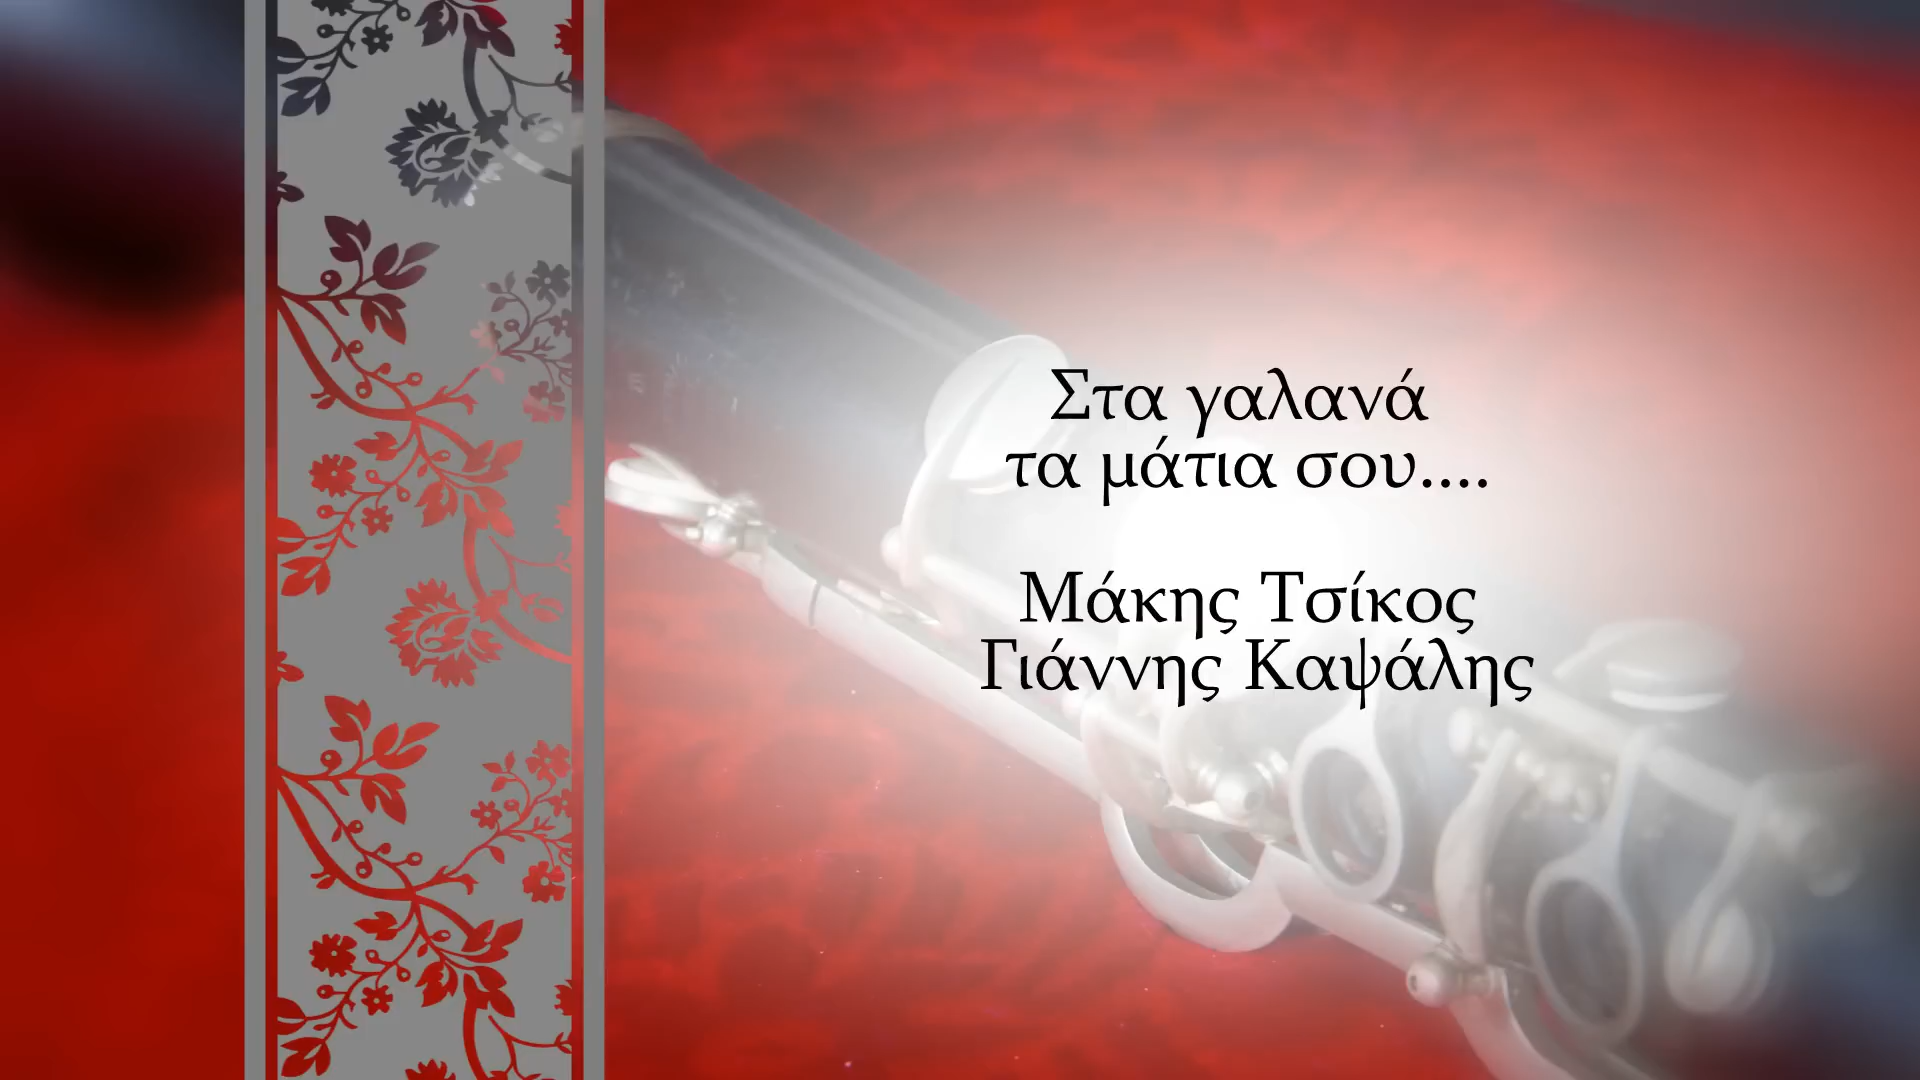 Στα γαλανά
τα μάτια σου....
Μάκης Τσίκος
Γιάννης Καψάλης